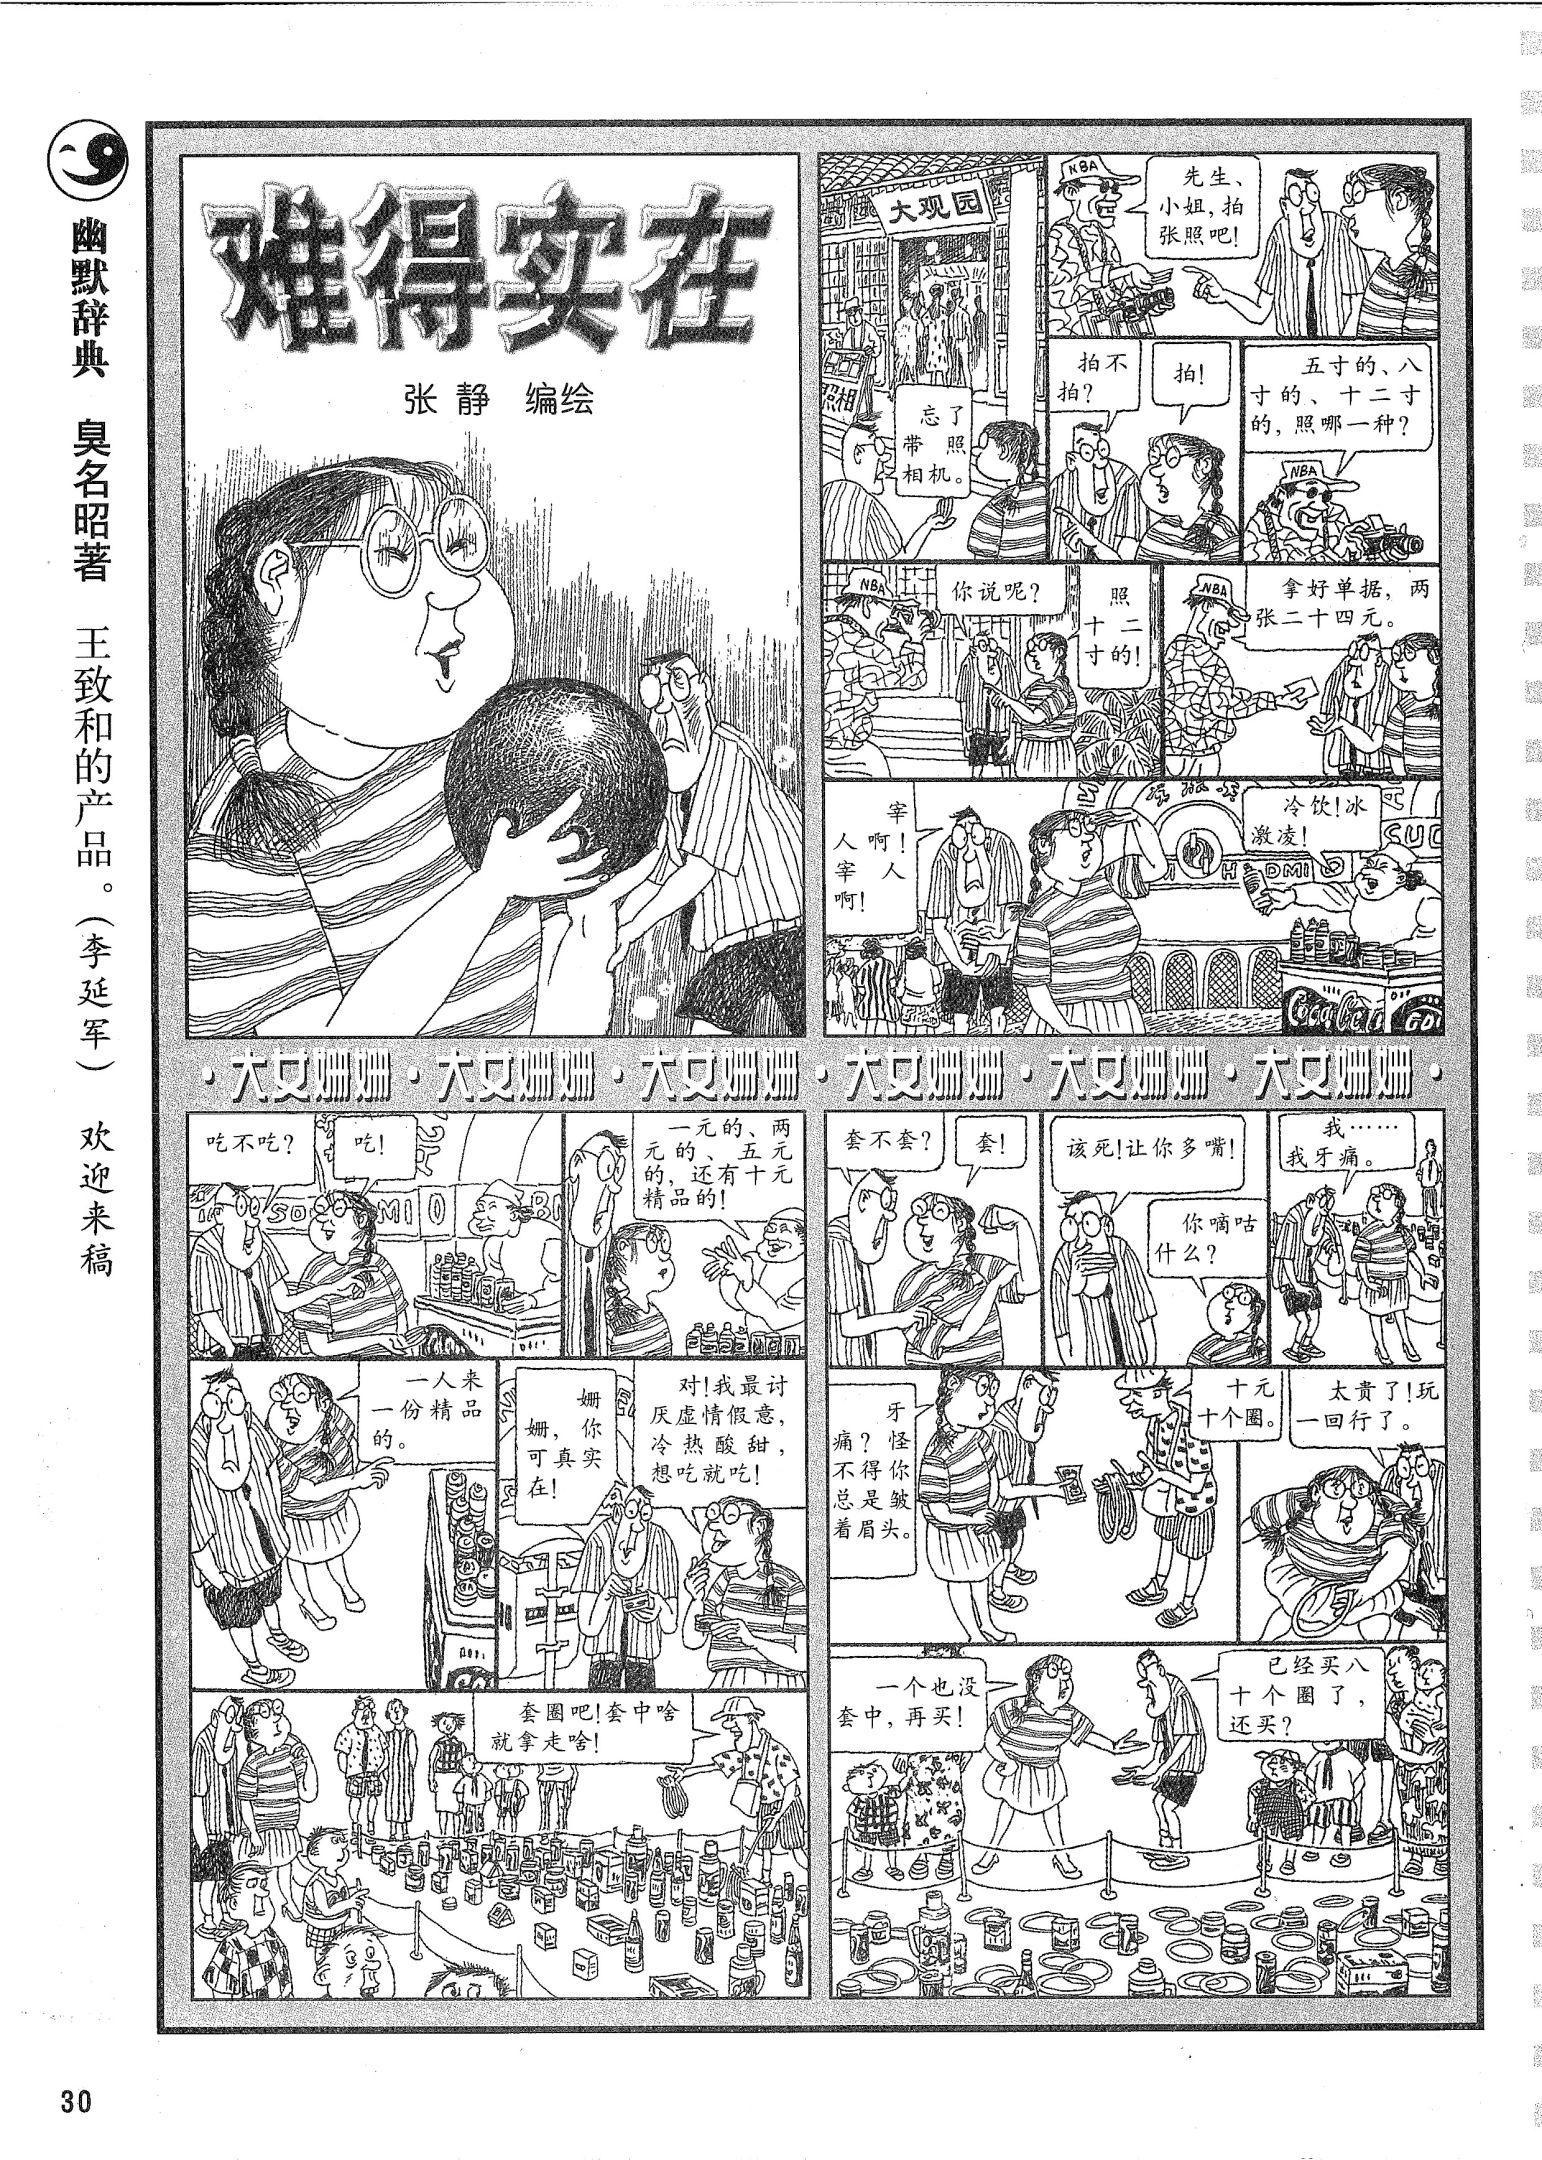 幽默辞典 臭名昭著 王致和的产品。(李延军) 欢迎来稿
难得实在
张静 编绘
大观园
照相
忘了
带照
相机。
NBA
先生、
小姐,拍
张照吧!
拍不
拍?
拍!
五寸的、八
寸的、十二寸
的,照哪一种?
NBA
NBA
你说呢?
照
十二
寸的!
NBA
拿好单据,两
张二十四元。
宰
人啊!
宰人
啊!
冷饮!冰
激凌!
Coca-Co
GO
·大女姗姗·大女姗姗·大女姗姗·大女姗姗·大女姗姗·大女姗姗·
吃不吃?
吃!
一元的、两
元的、五元
的,还有十元
精品的!
一人来
一份精品
的。
姗
姗,你
可真实
在!
对!我最讨
厌虚情假意,
冷热酸甜,
想吃就吃!
套圈吧!套中啥
就拿走啥!
套不套?
套!
该死!让你多嘴!
你嘀咕
什么?
我……
我牙痛。
牙
痛?怪
不得你
总是皱
着眉头。
十元
十个圈。
太贵了!玩
一回行了。
一个也没
套中,再买!
已经买八
十个圈了,
还买?
30